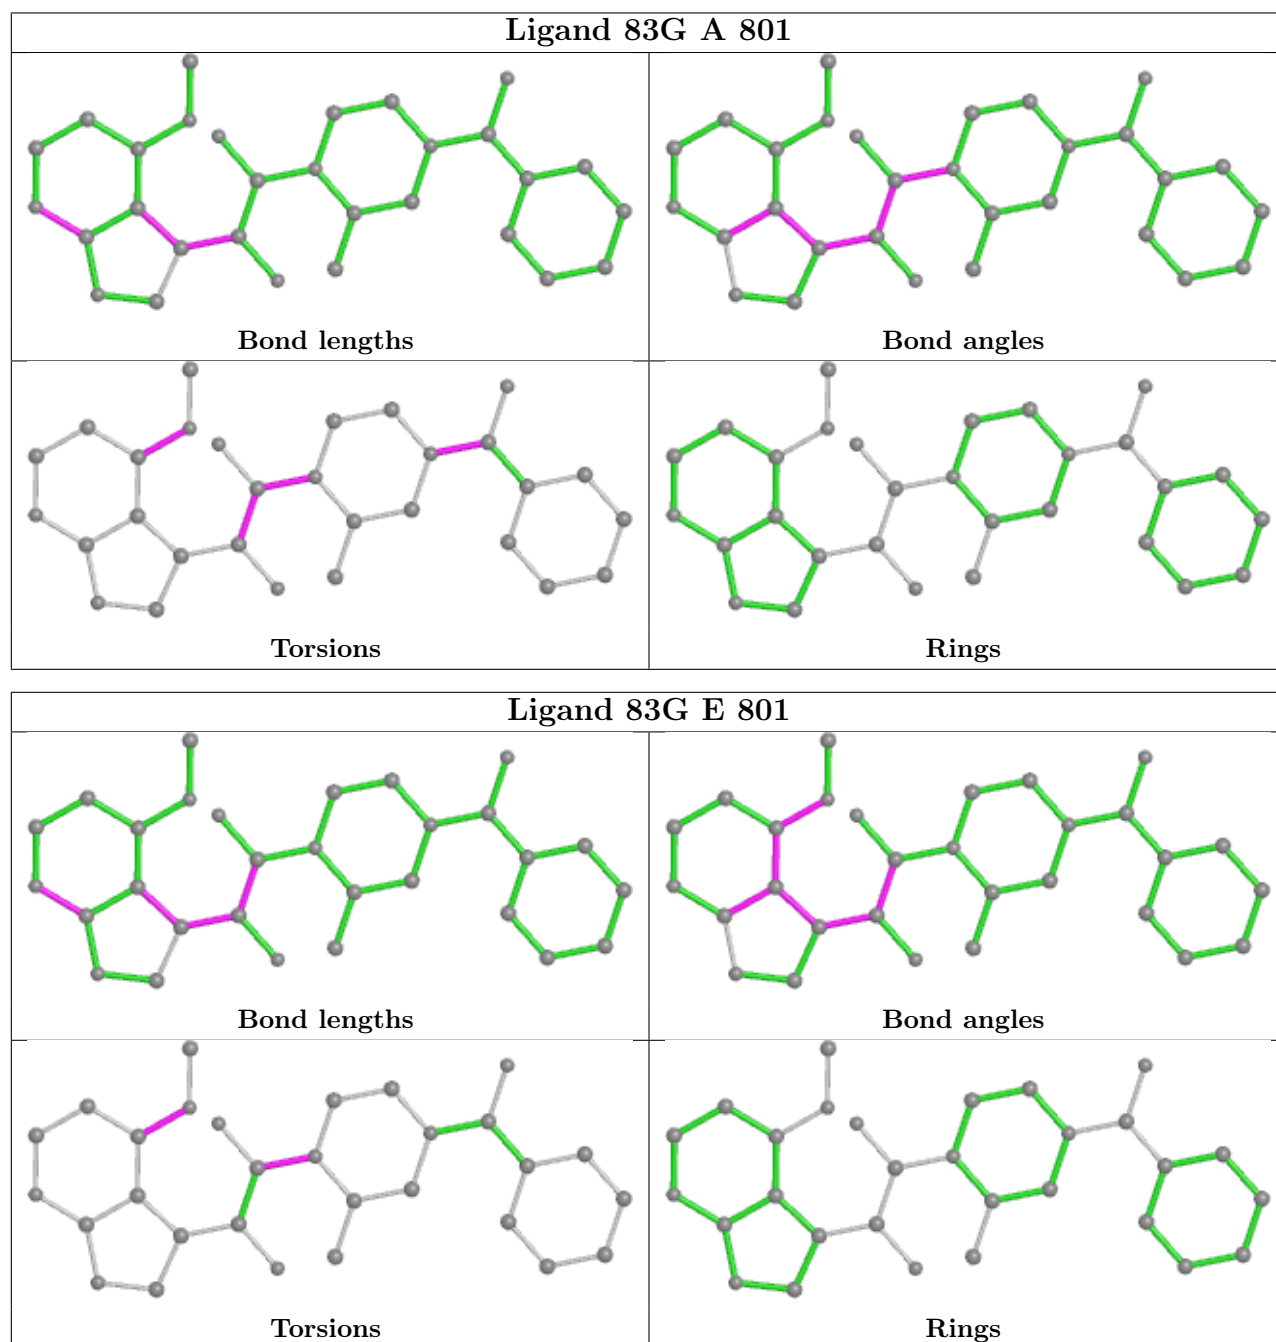 Ligand 83G A 801
Bond lengths
Bond angles
Torsions
Rings
Ligand 83G E 801
Bond lengths
Bond angles
Torsions
Rings